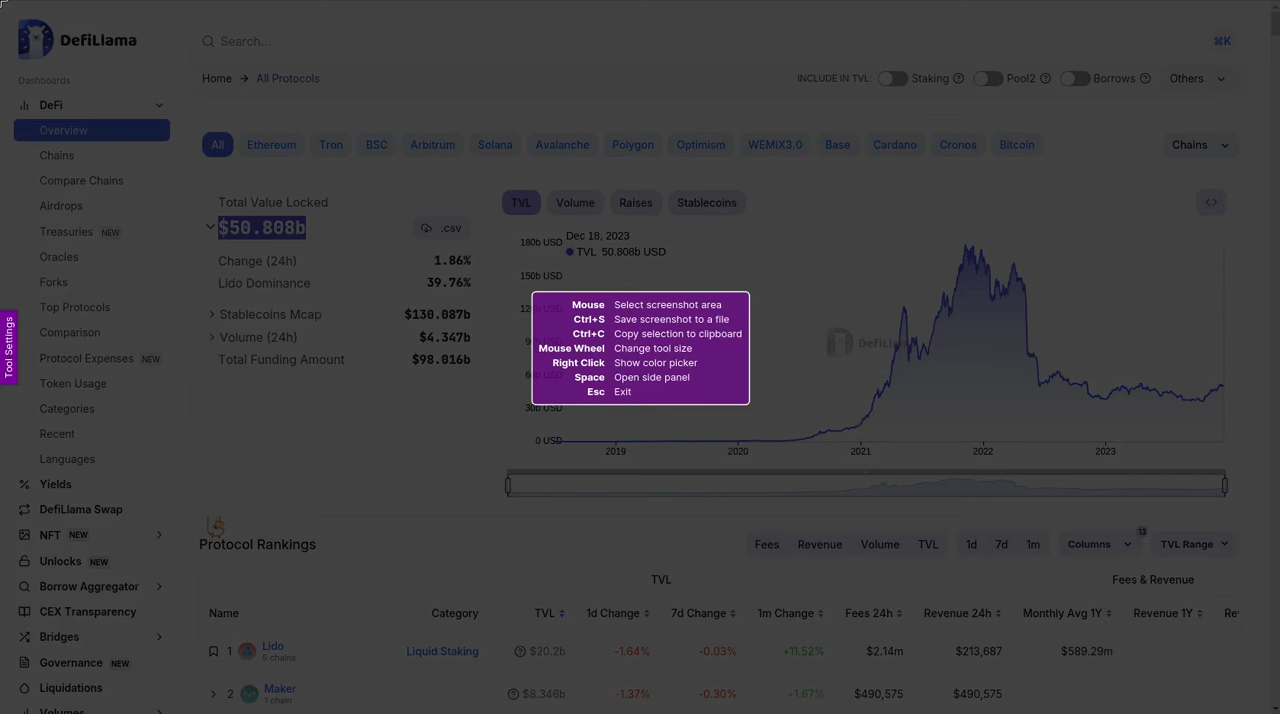 DefiLlama
Search...
⌘K
Dashboards
Home → All Protocols
INCLUDE IN TVL: Staking Pool2 Borrows Others
DeFi
Overview
Chains
Compare Chains
Airdrops
Treasuries NEW
Oracles
Forks
Top Protocols
Comparison
Protocol Expenses NEW
Token Usage
Categories
Recent
Languages
Yields
DefiLlama Swap
NFT NEW
Unlocks NEW
Borrow Aggregator
CEX Transparency
Bridges
Governance NEW
Liquidations
Volumes
Tool Settings
All Ethereum Tron BSC Arbitrum Solana Avalanche Polygon Optimism WEMIX3.0 Base Cardano Cronos Bitcoin
Chains
Total Value Locked
$50.808b
.csv
Change (24h) 1.86%
Lido Dominance 39.76%
Stablecoins Mcap $130.087b
Volume (24h) $4.347b
Total Funding Amount $98.016b
TVL Volume Raises Stablecoins
<>
Dec 18, 2023
TVL 50.808b USD
180b USD
150b USD
30b USD
0 USD
2019 2020 2021 2022 2023
Mouse Select screenshot area
Ctrl+S Save screenshot to a file
Ctrl+C Copy selection to clipboard
Mouse Wheel Change tool size
Right Click Show color picker
Space Open side panel
Esc Exit
Protocol Rankings
Fees Revenue Volume TVL
1d 7d 1m
Columns
13
TVL Range
TVL Fees & Revenue
Name Category TVL 1d Change 7d Change 1m Change Fees 24h Revenue 24h Monthly Avg 1Y Revenue 1Y
1 Lido Liquid Staking $20.2b -1.64% -0.03% +11.52% $2.14m $213,687 $589.29m
5 chains
2 Maker $8.346b -1.37% -0.30% +1.67% $490,575 $490,575
1 chain